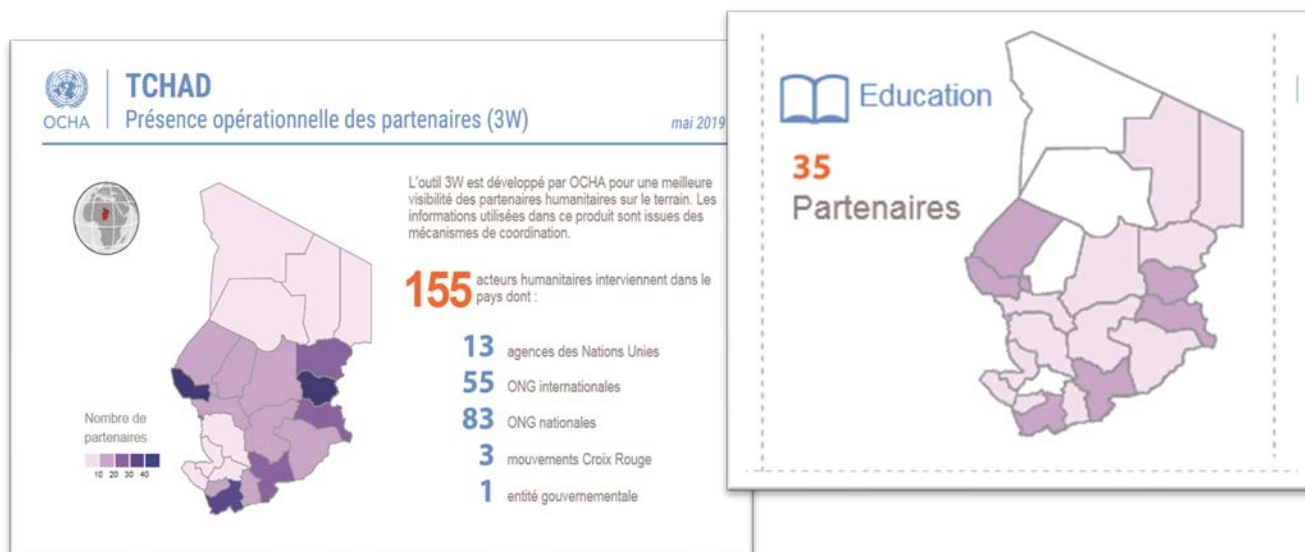 OCHA
TCHAD
Présence opérationnelle des partenaires (3W)
mai 2019
L'outil 3W est développé par OCHA pour une meilleure
visibilité des partenaires humanitaires sur le terrain. Les
informations utilisées dans ce produit sont issues des
mécanismes de coordination.
155 acteurs humanitaires interviennent dans le
pays dont :
13 agences des Nations Unies
55 ONG internationales
83 ONG nationales
3 mouvements Croix Rouge
1 entité gouvernementale
Nombre de
partenaires
10 20 30 40
Education
35
Partenaires